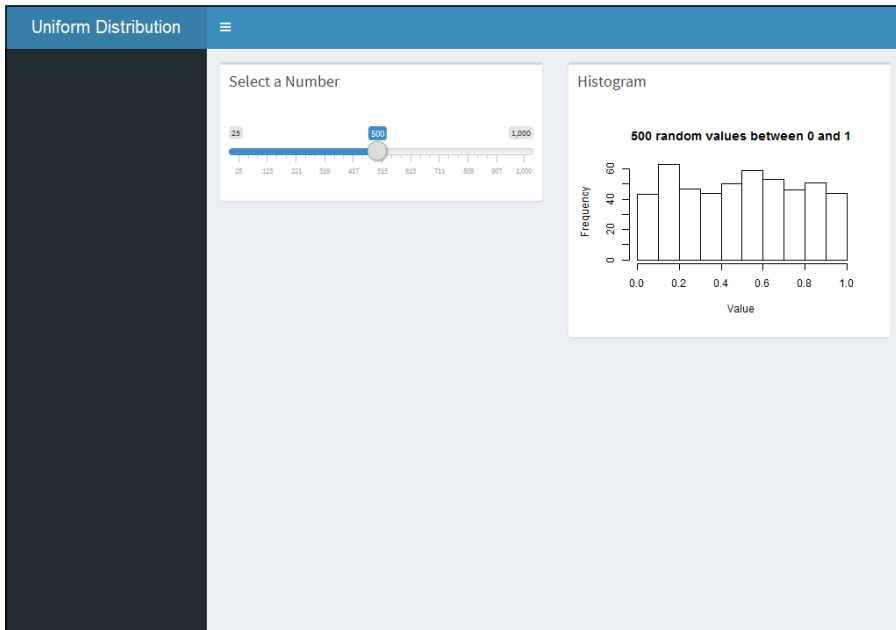 Uniform Distribution
Select a Number
25 500 1,000
25 123 221 319 417 515 613 711 809 907 1,000
Histogram
500 random values between 0 and 1
Frequency
60
40
20
0
0.0 0.2 0.4 0.6 0.8 1.0
Value